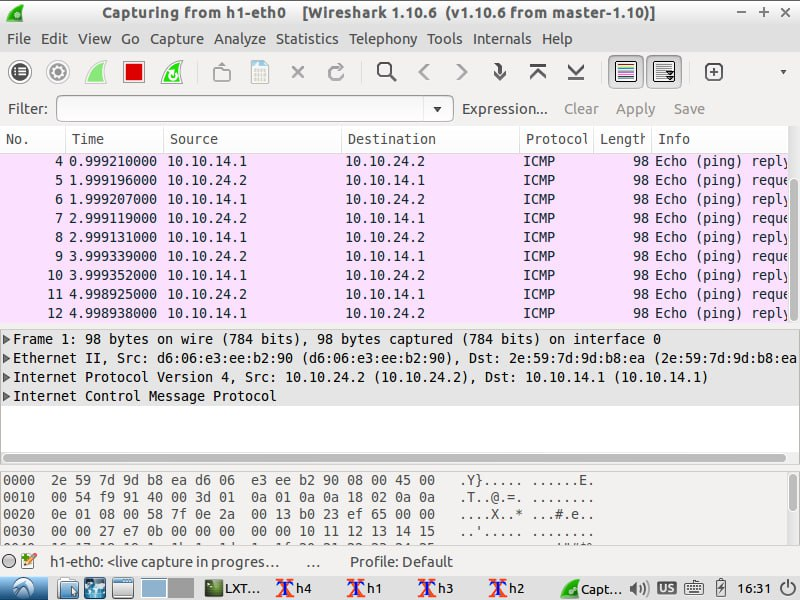 Capturing from h1-eth0 [Wireshark 1.10.6 (v1.10.6 from master-1.10)]
File Edit View Go Capture Analyze Statistics Telephony Tools Internals Help
Filter: Expression... Clear Apply Save
No. Time Source Destination Protocol Length Info
4 0.999210000 10.10.14.1 10.10.24.2 ICMP 98 Echo (ping) reply
5 1.999196000 10.10.24.2 10.10.14.1 ICMP 98 Echo (ping) reque
6 1.999207000 10.10.14.1 10.10.24.2 ICMP 98 Echo (ping) reply
7 2.999119000 10.10.24.2 10.10.14.1 ICMP 98 Echo (ping) reque
8 2.999131000 10.10.14.1 10.10.24.2 ICMP 98 Echo (ping) reply
9 3.999339000 10.10.24.2 10.10.14.1 ICMP 98 Echo (ping) reque
10 3.999352000 10.10.14.1 10.10.24.2 ICMP 98 Echo (ping) reply
11 4.998925000 10.10.24.2 10.10.14.1 ICMP 98 Echo (ping) reque
12 4.998938000 10.10.14.1 10.10.24.2 ICMP 98 Echo (ping) reply
Frame 1: 98 bytes on wire (784 bits), 98 bytes captured (784 bits) on interface 0
Ethernet II, Src: d6:06:e3:ee:b2:90 (d6:06:e3:ee:b2:90), Dst: 2e:59:7d:9d:b8:ea (2e:59:7d:9d:b8:ea
Internet Protocol Version 4, Src: 10.10.24.2 (10.10.24.2), Dst: 10.10.14.1 (10.10.14.1)
Internet Control Message Protocol
0000 2e 59 7d 9d b8 ea d6 06 e3 ee b2 90 08 00 45 00 .Y}..... ......E.
0010 00 54 f9 91 40 00 3d 01 0a 01 0a 0a 18 02 0a 0a .T..@.=. ........
0020 0e 01 08 00 58 7f 0e 2a 00 13 b0 23 ef 65 00 00 ....X..* ...#.e..
0030 00 00 27 e7 0b 00 00 00 00 00 10 11 12 13 14 15 ..'..... ........
h1-eth0: <live capture in progres... ... Profile: Default
LXT... h4 h1 h3 h2 Capt... US 16:31